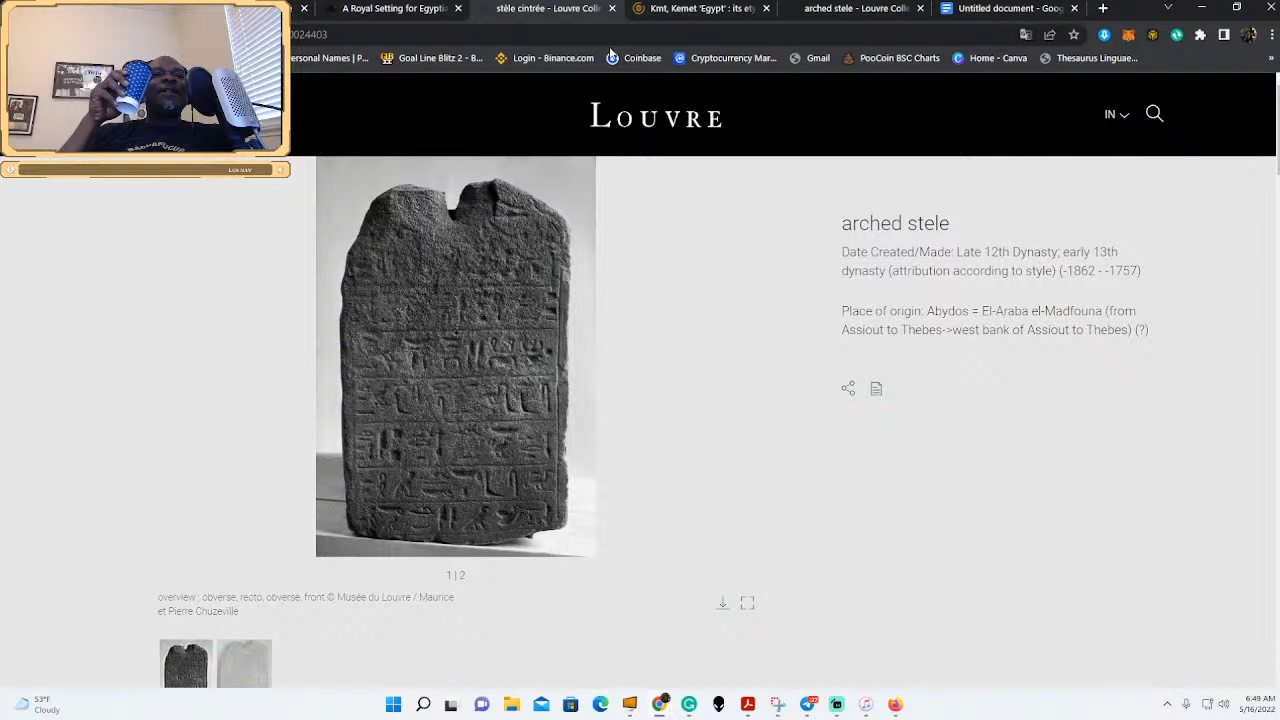 A Royal Setting for Egyptia
stèle cintrée - Louvre Colle
Kmt, Kemet 'Egypt' : its ety
arched stele - Louvre Collec
Untitled document - Goog
0024403
ersonal Names | P...
Goal Line Blitz 2 - B...
Login - Binance.com
Coinbase
Cryptocurrency Mar...
Gmail
PooCoin BSC Charts
Home - Canva
Thesaurus Linguae...
LOUVRE
IN
arched stele
Date Created/Made: Late 12th Dynasty; early 13th
dynasty (attribution according to style) (-1862 - -1757)
Place of origin: Abydos = El-Araba el-Madfouna (from
Assiout to Thebes->west bank of Assiout to Thebes) (?)
1 | 2
overview ; obverse, recto, obverse, front © Musée du Louvre / Maurice
et Pierre Chuzeville
53°F
Cloudy
6:49 AM
5/16/2022